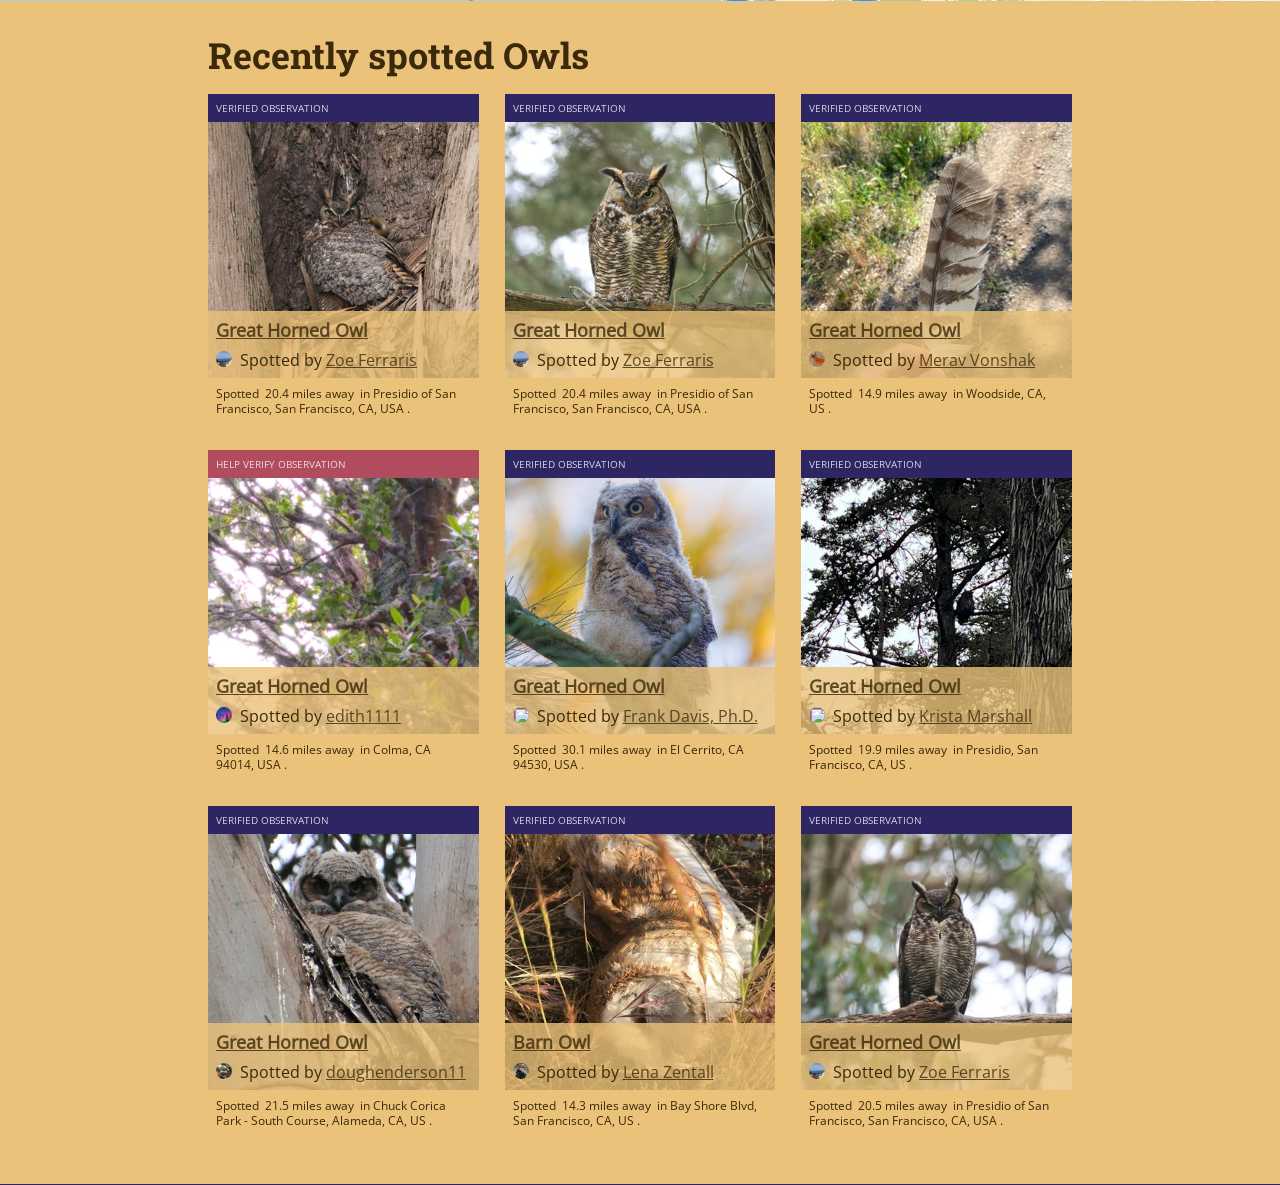 Recently spotted Owls
VERIFIED OBSERVATION
Great Horned Owl
Spotted by Zoe Ferraris
Spotted 20.4 miles away in Presidio of San
Francisco, San Francisco, CA, USA .
VERIFIED OBSERVATION
Great Horned Owl
Spotted by Zoe Ferraris
Spotted 20.4 miles away in Presidio of San
Francisco, San Francisco, CA, USA .
VERIFIED OBSERVATION
Great Horned Owl
Spotted by Merav Vonshak
Spotted 14.9 miles away in Woodside, CA,
US .
HELP VERIFY OBSERVATION
Great Horned Owl
Spotted by edith1111
Spotted 14.6 miles away in Colma, CA
94014, USA .
VERIFIED OBSERVATION
Great Horned Owl
Spotted by Frank Davis, Ph.D.
Spotted 30.1 miles away in El Cerrito, CA
94530, USA .
VERIFIED OBSERVATION
Great Horned Owl
Spotted by Krista Marshall
Spotted 19.9 miles away in Presidio, San
Francisco, CA, US .
VERIFIED OBSERVATION
Great Horned Owl
Spotted by doughenderson11
Spotted 21.5 miles away in Chuck Corica
Park - South Course, Alameda, CA, US .
VERIFIED OBSERVATION
Barn Owl
Spotted by Lena Zentall
Spotted 14.3 miles away in Bay Shore Blvd,
San Francisco, CA, US .
VERIFIED OBSERVATION
Great Horned Owl
Spotted by Zoe Ferraris
Spotted 20.5 miles away in Presidio of San
Francisco, San Francisco, CA, USA .